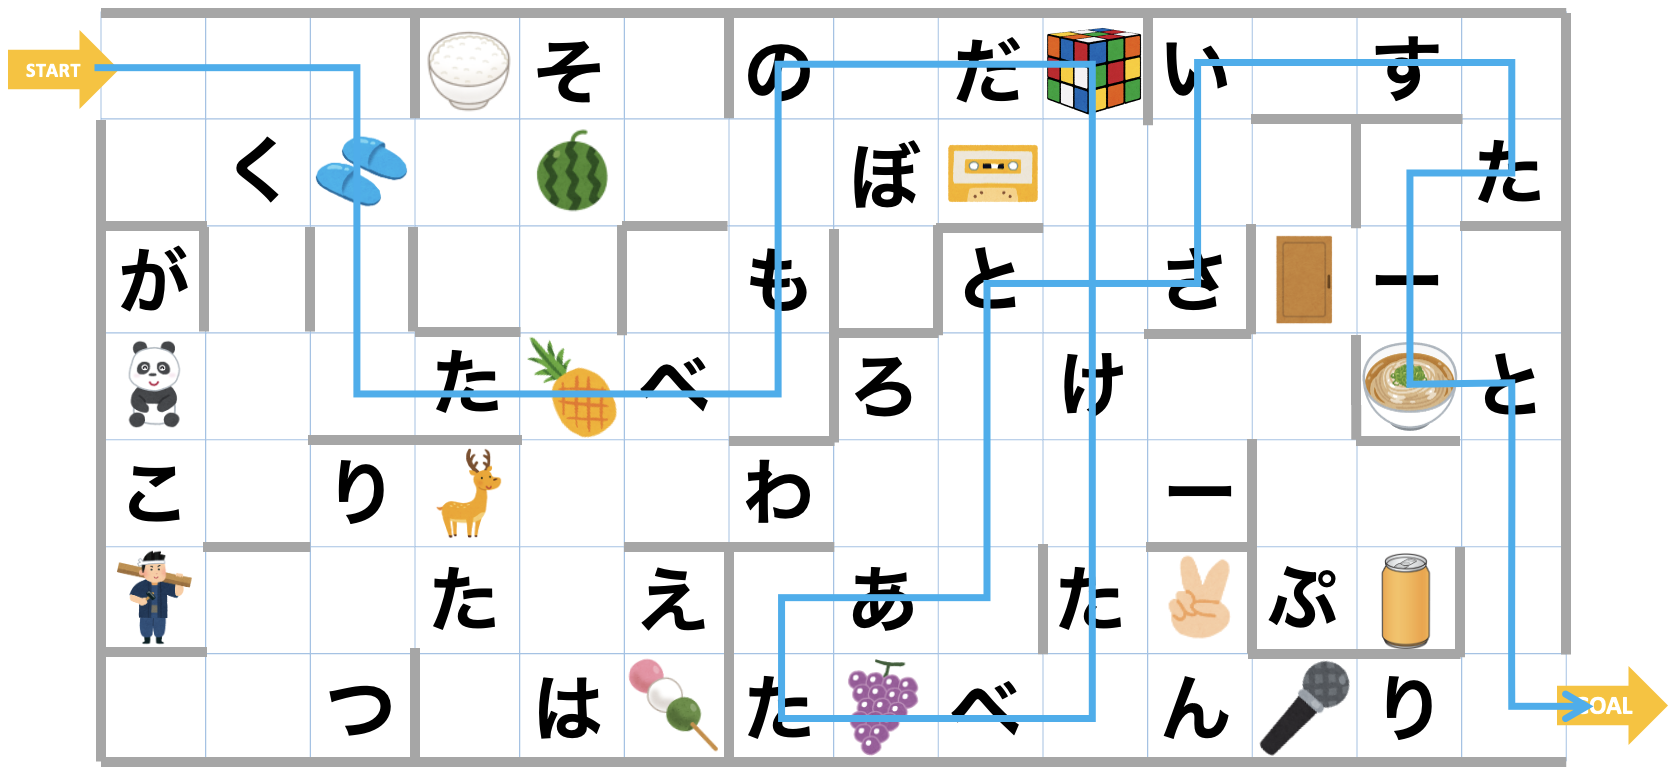 START
そ の だ い す
く ぼ た
が も と さ ー
た べ ろ け と
こ り わ ー
た え あ た ぷ
つ は た べ ん り
GOAL